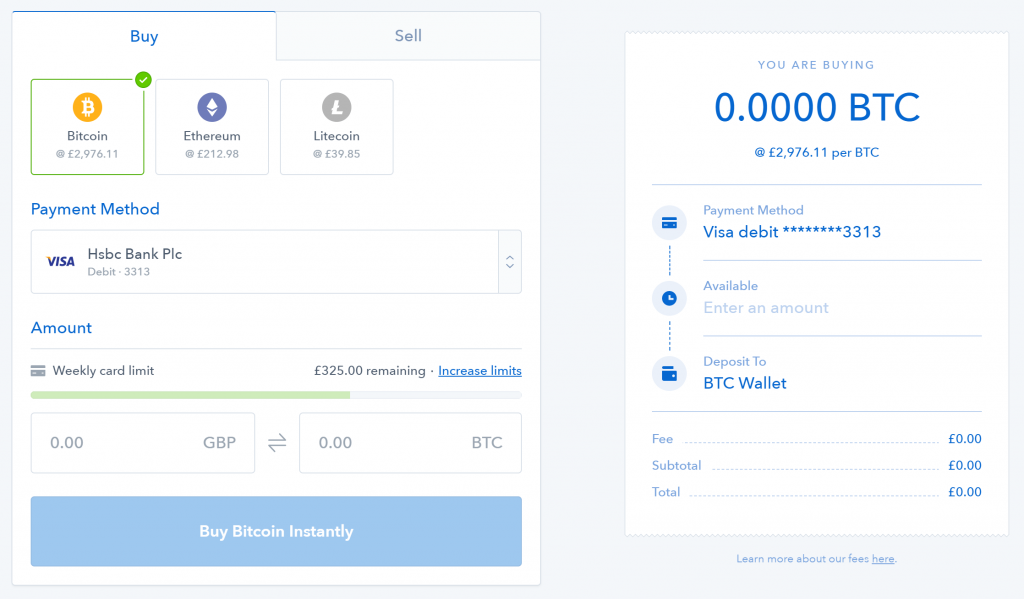 Buy
Sell
Bitcoin
@ £2,976.11
Ethereum
@ £212.98
Litecoin
@ £39.85
Payment Method
VISA
Hsbc Bank Plc
Debit · 3313
Amount
Weekly card limit
£325.00 remaining · Increase limits
0.00 GBP
0.00 BTC
Buy Bitcoin Instantly
YOU ARE BUYING
0.0000 BTC
@ £2,976.11 per BTC
Payment Method
Visa debit ********3313
Available
Enter an amount
Deposit To
BTC Wallet
Fee £0.00
Subtotal £0.00
Total £0.00
Learn more about our fees here.